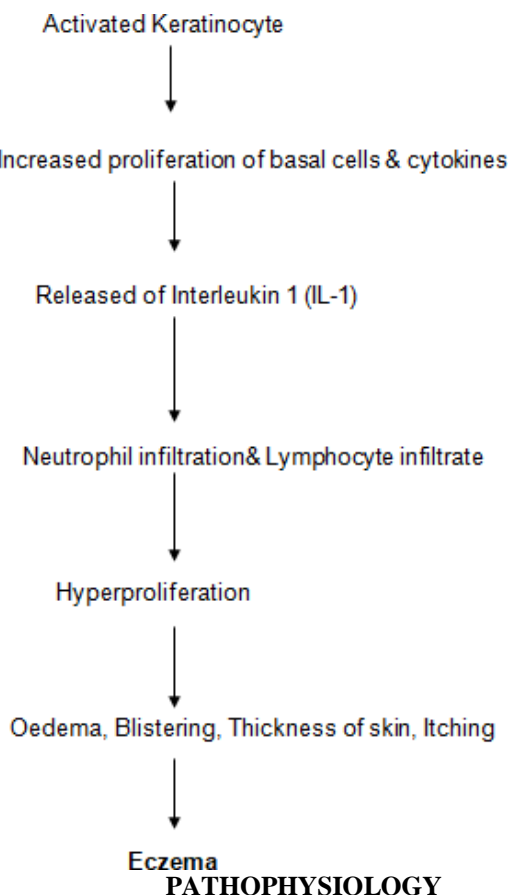 Activated Keratinocyte
Increased proliferation of basal cells & cytokines
Released of Interleukin 1 (IL-1)
Neutrophil infiltration& Lymphocyte infiltrate
Hyperproliferation
Oedema, Blistering, Thickness of skin, Itching
Eczema
PATHOPHYSIOLOGY